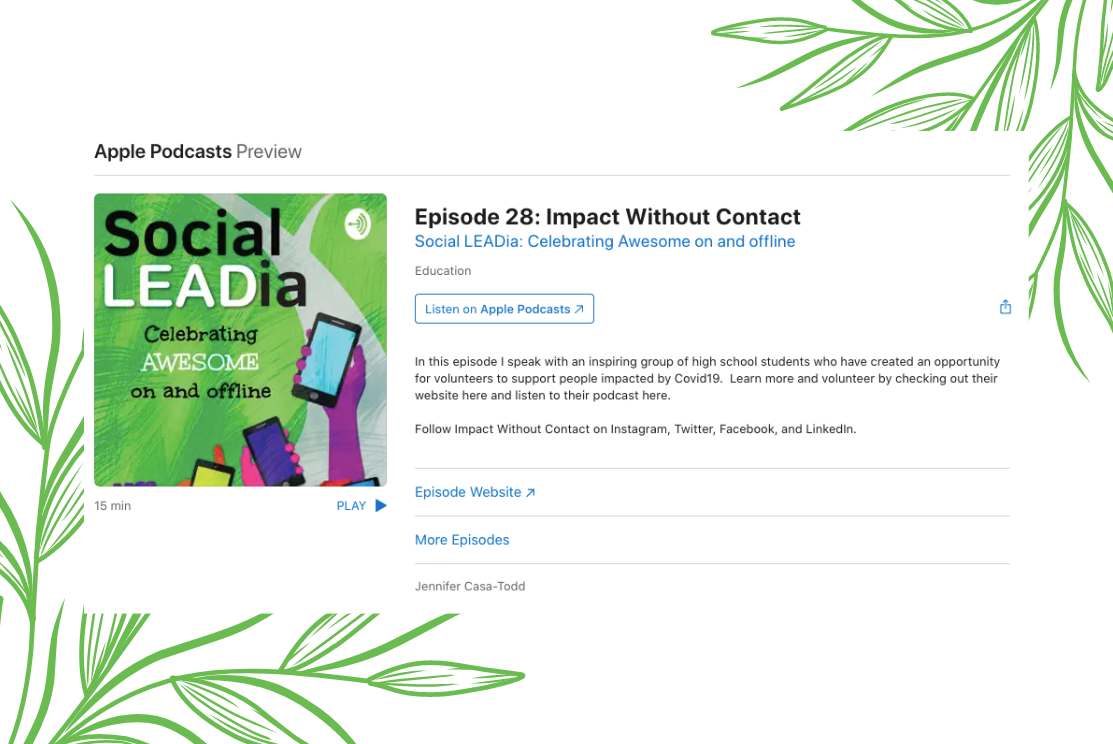 Apple Podcasts Preview
Social
LEADia
Celebrating
AWESOME
on and offline
15 min
PLAY
Episode 28: Impact Without Contact
Social LEADia: Celebrating Awesome on and offline
Education
Listen on Apple Podcasts ↗
In this episode I speak with an inspiring group of high school students who have created an opportunity
for volunteers to support people impacted by Covid19.  Learn more and volunteer by checking out their
website here and listen to their podcast here.
Follow Impact Without Contact on Instagram, Twitter, Facebook, and LinkedIn.
Episode Website ↗
More Episodes
Jennifer Casa-Todd